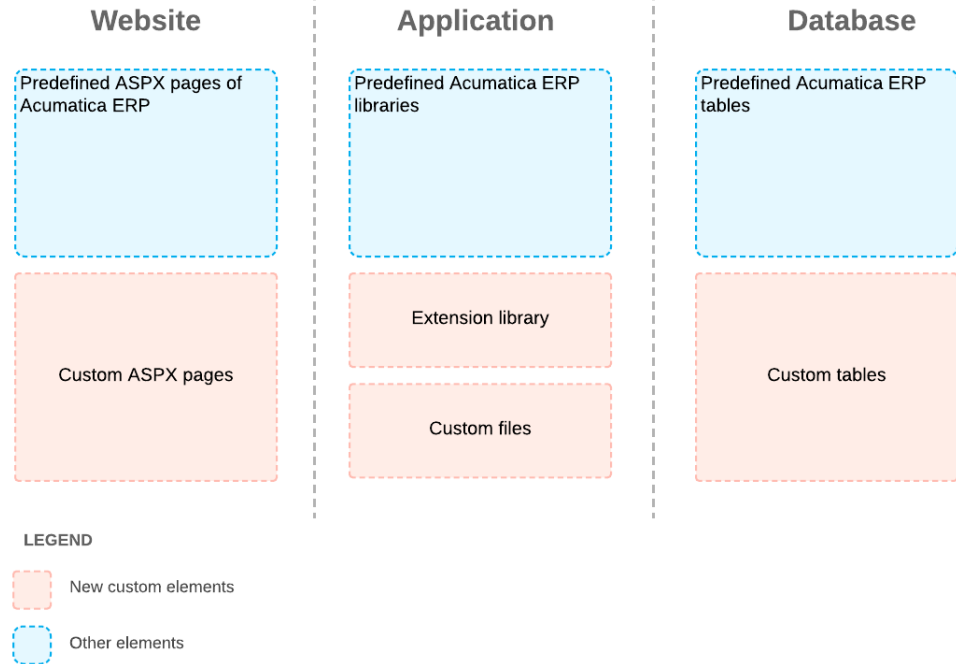 Website
Application
Database
Predefined ASPX pages of
Acumatica ERP
Predefined Acumatica ERP
libraries
Predefined Acumatica ERP
tables
Custom ASPX pages
Extension library
Custom files
Custom tables
LEGEND
New custom elements
Other elements